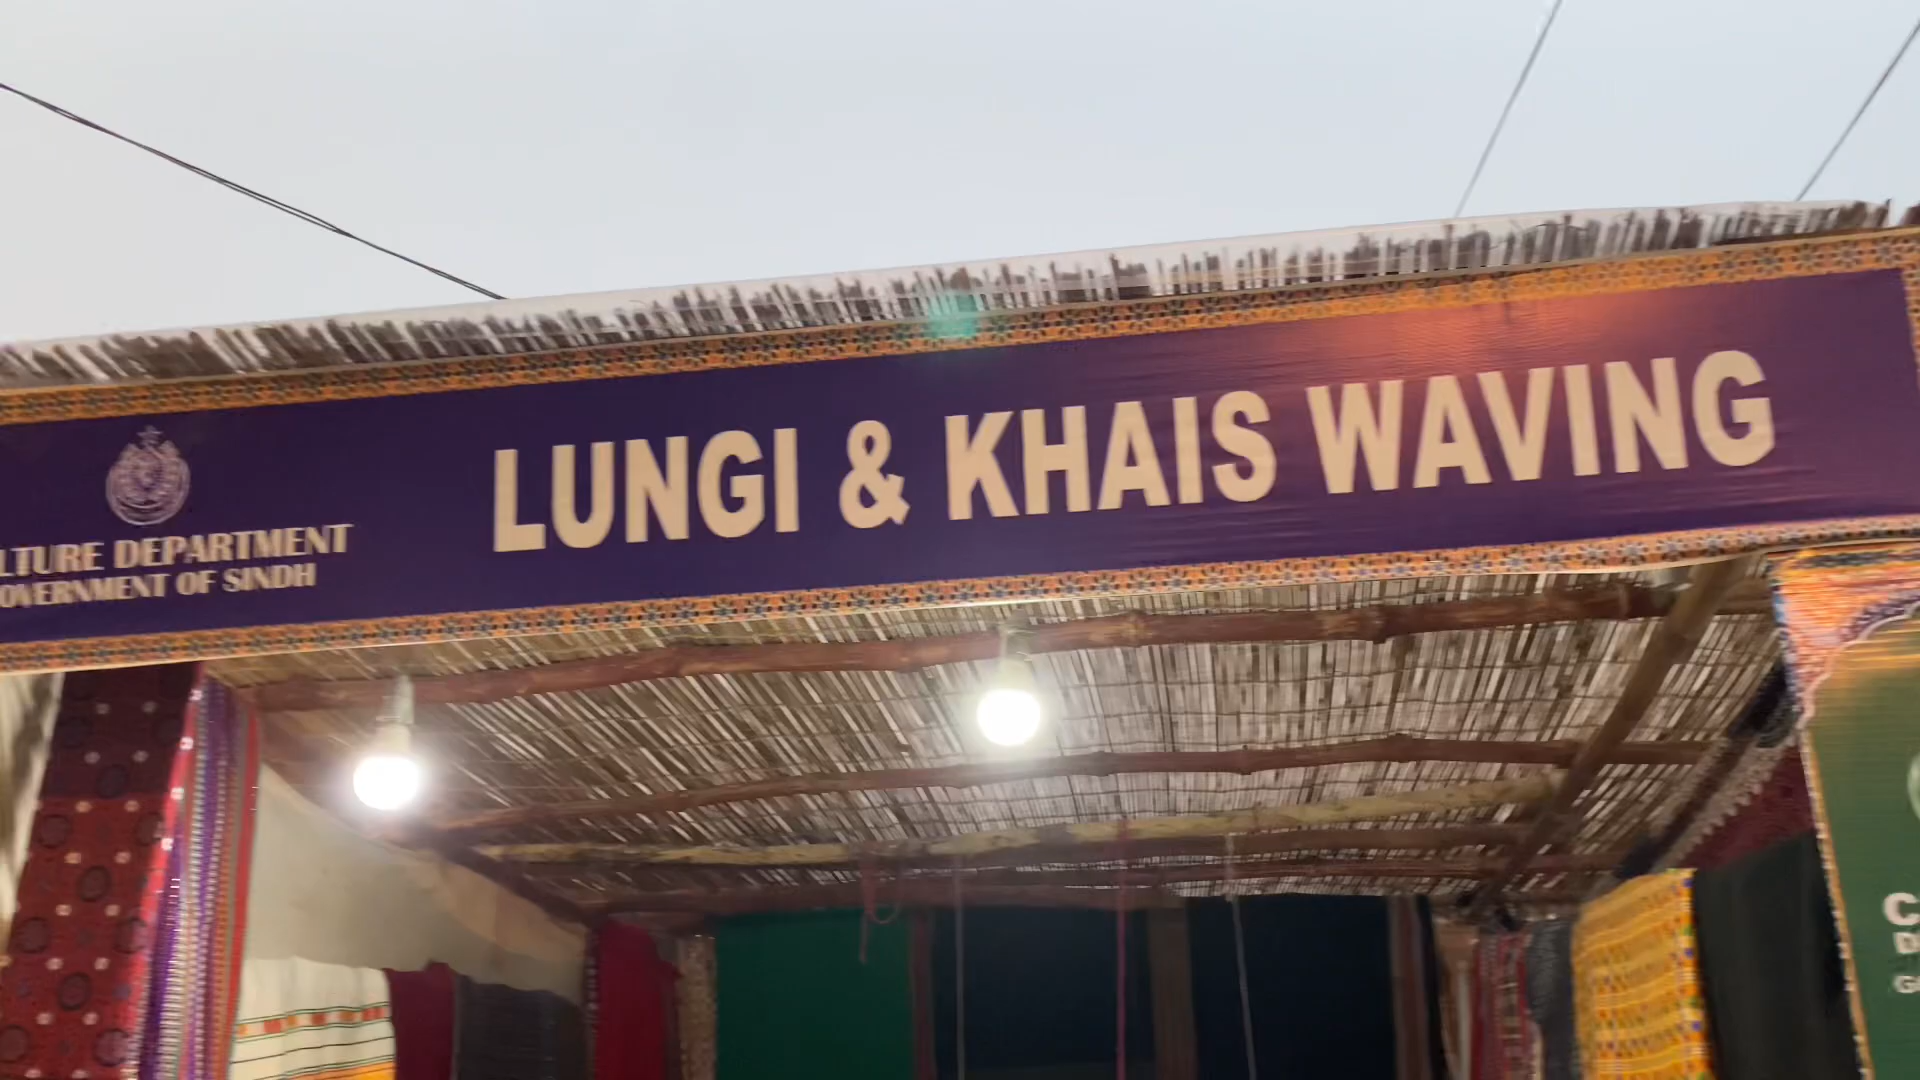 LTURE DEPARTMENT
OVERNMENT OF SINDH
LUNGI & KHAIS WAVING
C
D
G